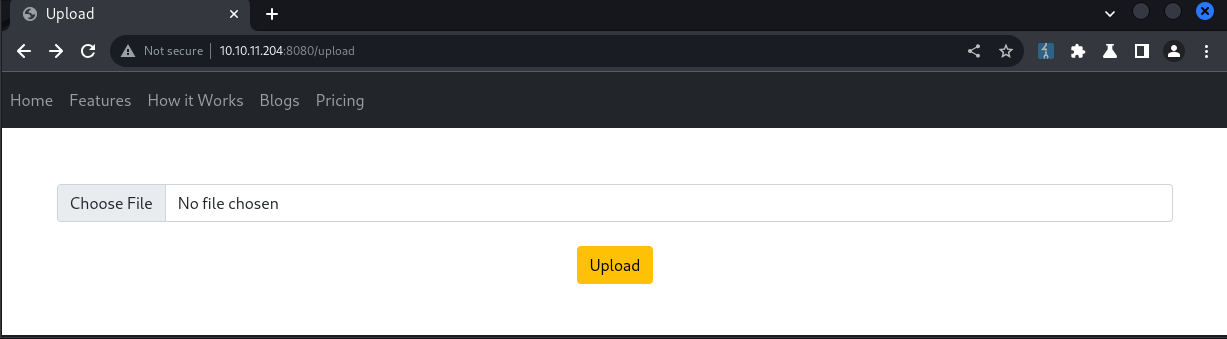 Upload
Not secure 10.10.11.204:8080/upload
Home Features How it Works Blogs Pricing
Choose File No file chosen
Upload